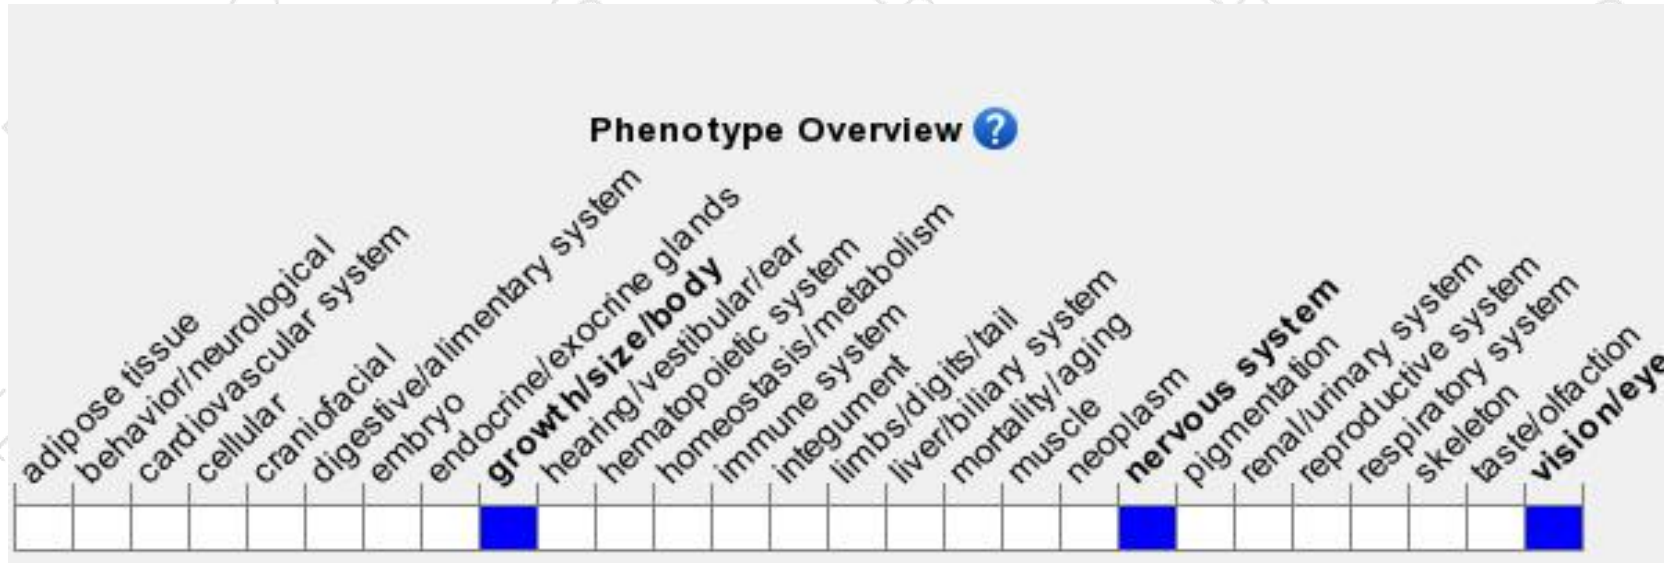 Phenotype Overview ?
adipose tissue
behavior/neurological
cardiovascular system
cellular
craniofacial
digestive/alimentary system
embryo
endocrine/exocrine glands
growth/size/body
hearing/vestibular/ear
hematopoietic system
homeostasis/metabolism
immune system
integument
limbs/digits/tail
liver/biliary system
mortality/aging
muscle
neoplasm
nervous system
pigmentation
renal/urinary system
reproductive system
respiratory system
skeleton
taste/olfaction
vision/eye